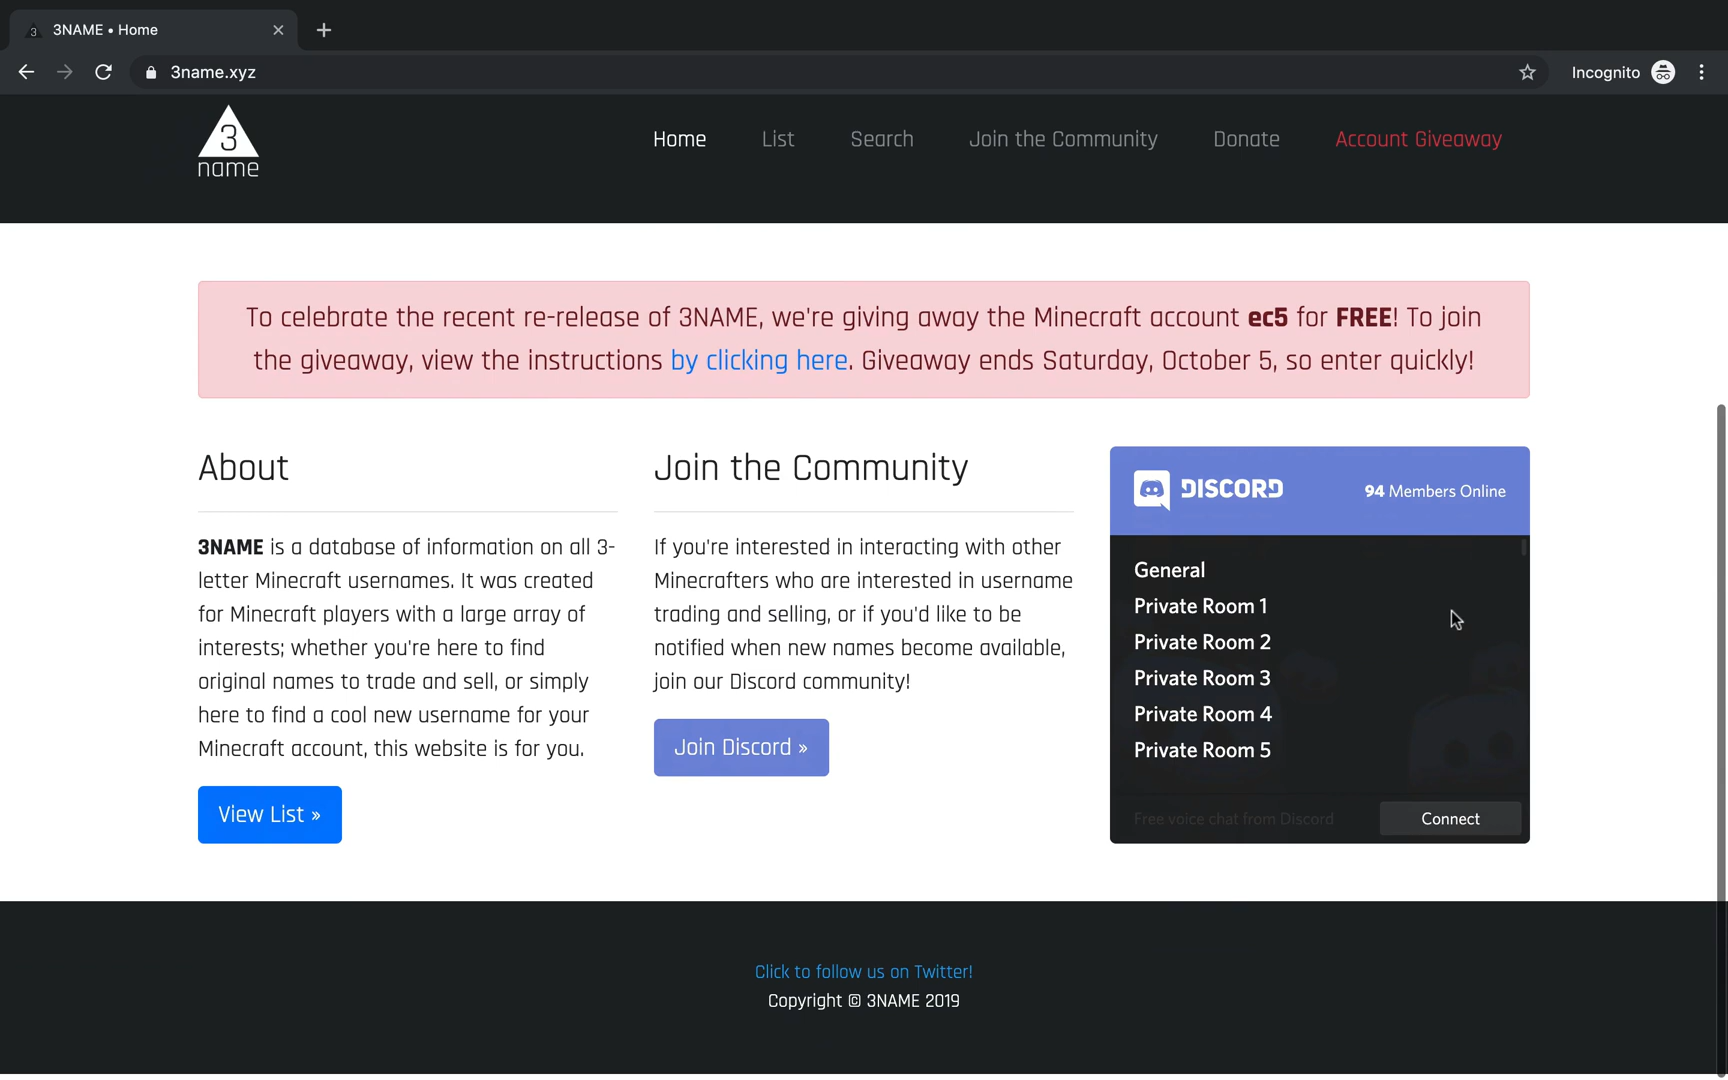 3
3NAME • Home
3name.xyz
Incognito
3
name
Home
List
Search
Join the Community
Donate
Account Giveaway
To celebrate the recent re-release of 3NAME, we're giving away the Minecraft account ec5 for FREE! To join
the giveaway, view the instructions by clicking here. Giveaway ends Saturday, October 5, so enter quickly!
About
3NAME is a database of information on all 3-
letter Minecraft usernames. It was created
for Minecraft players with a large array of
interests; whether you're here to find
original names to trade and sell, or simply
here to find a cool new username for your
Minecraft account, this website is for you.
View List »
Join the Community
If you're interested in interacting with other
Minecrafters who are interested in username
trading and selling, or if you'd like to be
notified when new names become available,
join our Discord community!
Join Discord »
DISCORD
94 Members Online
General
Private Room 1
Private Room 2
Private Room 3
Private Room 4
Private Room 5
Free voice chat from Discord
Connect
Click to follow us on Twitter!
Copyright © 3NAME 2019